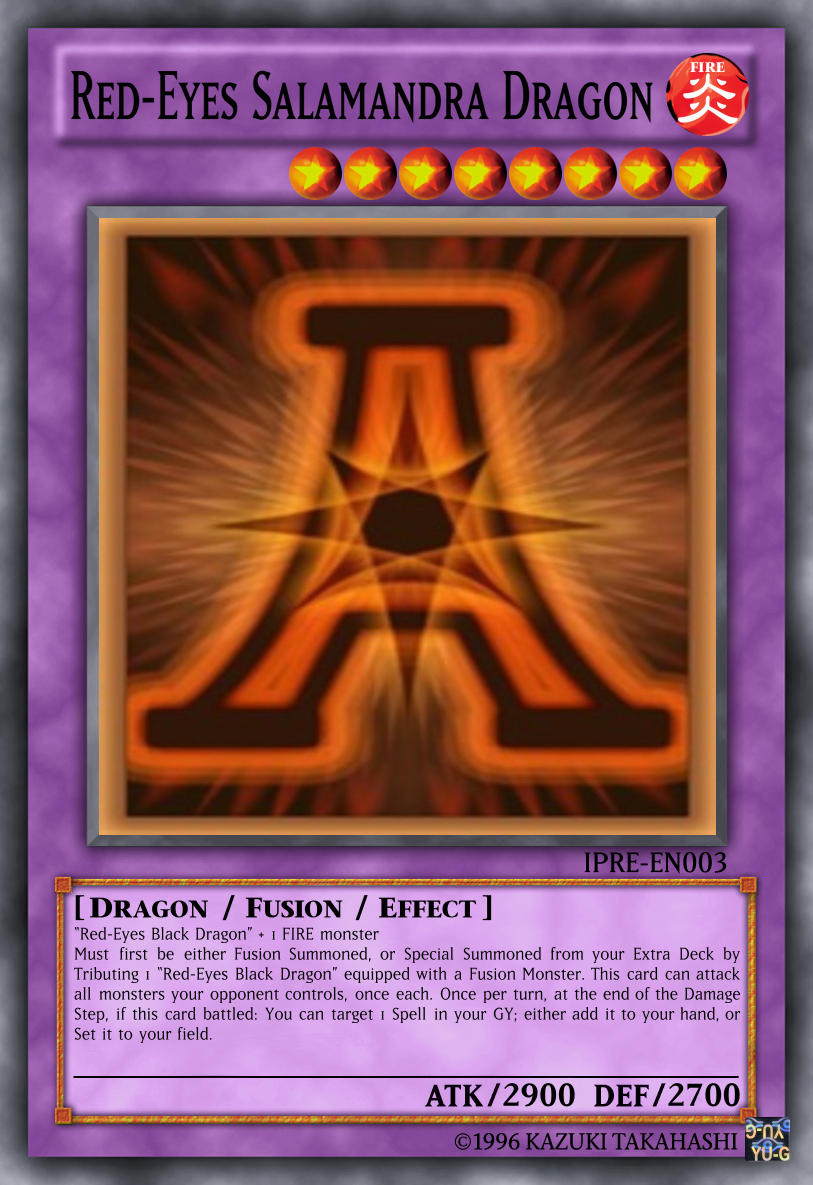 RED-EYES SALAMANDRA DRAGON
FIRE
炎
A
IPRE-EN003
[ DRAGON / FUSION / EFFECT ]
"Red-Eyes Black Dragon" + 1 FIRE monster
Must first be either Fusion Summoned, or Special Summoned from your Extra Deck by
Tributing 1 "Red-Eyes Black Dragon" equipped with a Fusion Monster. This card can attack
all monsters your opponent controls, once each. Once per turn, at the end of the Damage
Step, if this card battled: You can target 1 Spell in your GY; either add it to your hand, or
Set it to your field.
ATK/2900 DEF/2700
©1996 KAZUKI TAKAHASHI
YU-G